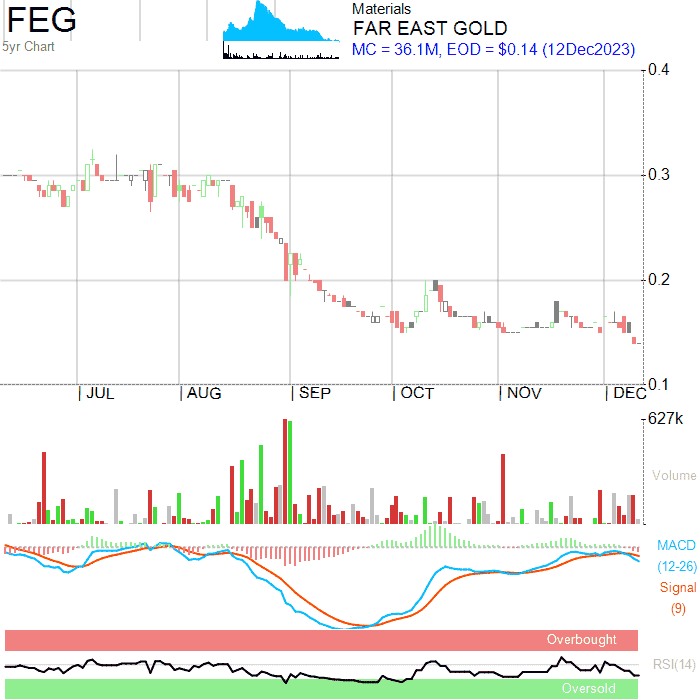 FEG
5yr Chart
Materials
FAR EAST GOLD
MC = 36.1M, EOD = $0.14 (12Dec2023)
0.4
0.3
0.2
0.1
JUL AUG SEP OCT NOV DEC
627k
Volume
MACD
(12-26)
Signal
(9)
Overbought
RSI(14)
Oversold